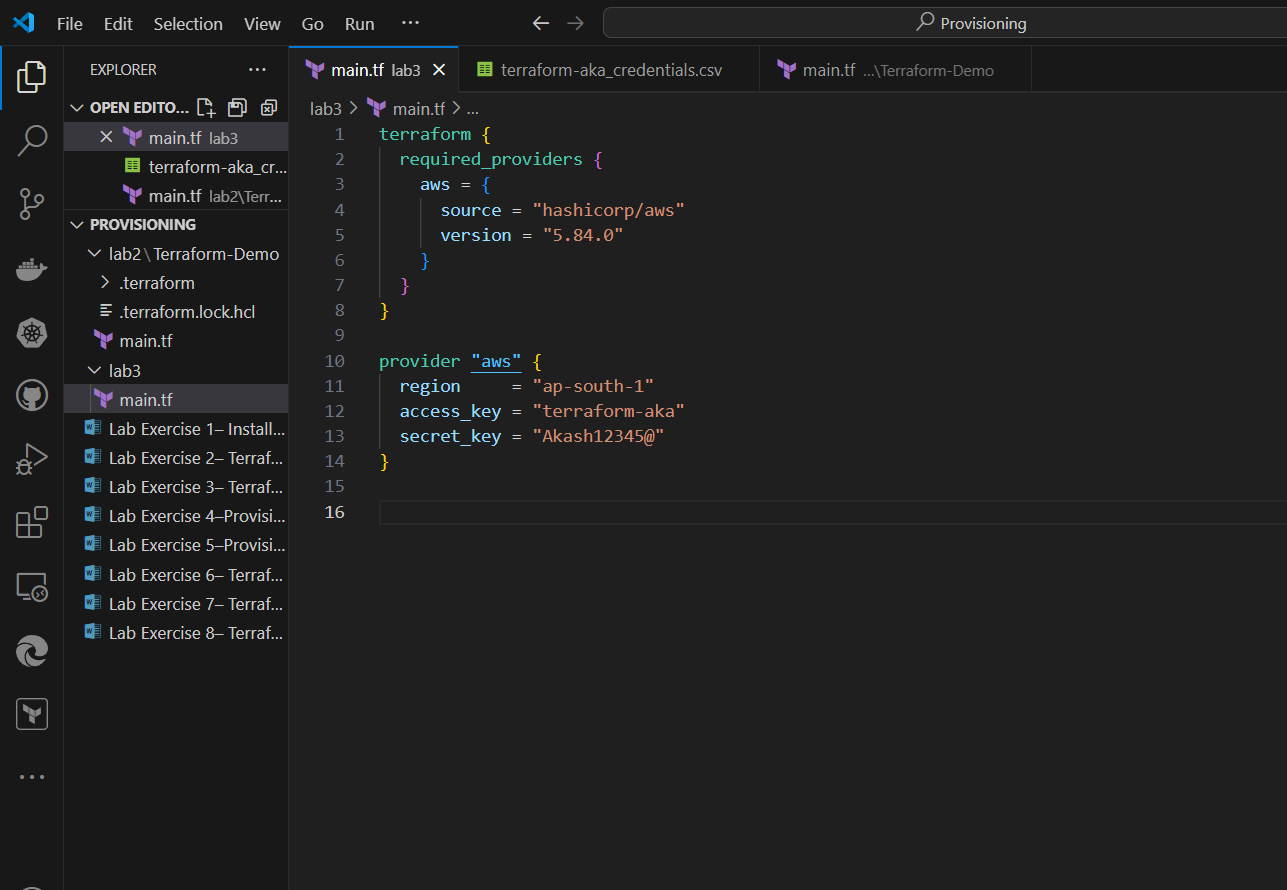 File Edit Selection View Go Run ··· Provisioning
EXPLORER ···
OPEN EDITO...
main.tf lab3
terraform-aka_cr...
main.tf lab2\Terr...
PROVISIONING
lab2\Terraform-Demo
.terraform
.terraform.lock.hcl
main.tf
lab3
main.tf
Lab Exercise 1– Install...
Lab Exercise 2– Terraf...
Lab Exercise 3– Terraf...
Lab Exercise 4–Provisi...
Lab Exercise 5–Provisi...
Lab Exercise 6– Terraf...
Lab Exercise 7– Terraf...
Lab Exercise 8– Terraf...
main.tf lab3 terraform-aka_credentials.csv main.tf ...\Terraform-Demo
lab3 > main.tf > ...
1 terraform {
2   required_providers {
3     aws = {
4       source = "hashicorp/aws"
5       version = "5.84.0"
6     }
7   }
8 }
9
10 provider "aws" {
11   region     = "ap-south-1"
12   access_key = "terraform-aka"
13   secret_key = "Akash12345@"
14 }
15
16